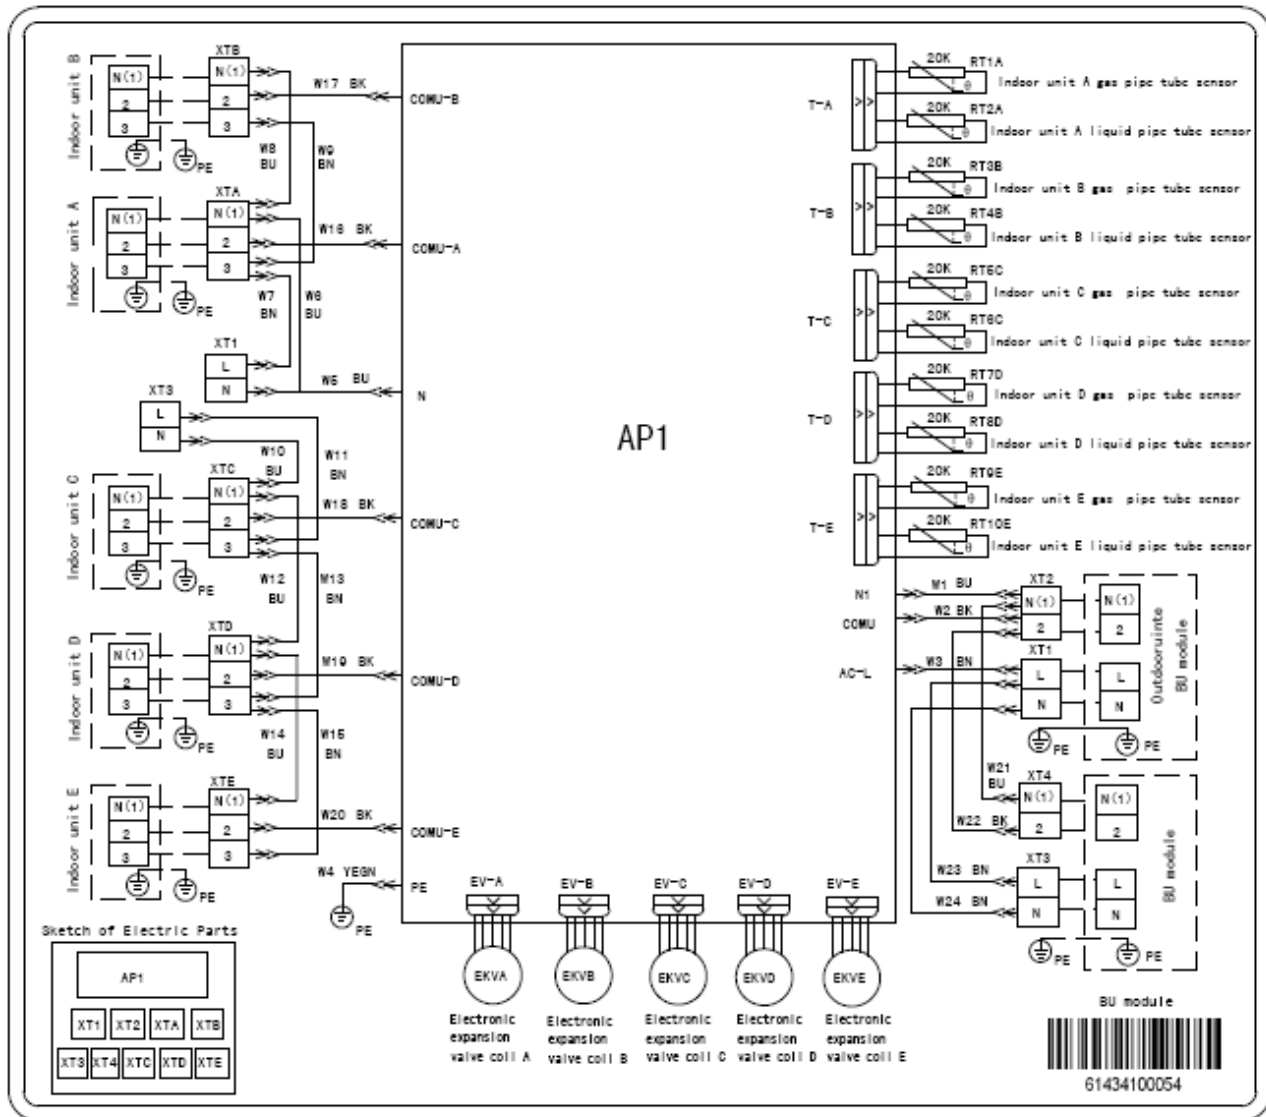 XTB
N(1)
2
3
Indoor unit B
N(1)
2
3
PE
W17 BK
COMU-B
W8
BU
W9
BN
XTA
Indoor unit A
N(1)
2
3
N(1)
2
3
PE
W16 BK
COMU-A
W7
BN
W6
BU
XT1
L
N
W5 BU
N
XT3
L
N
W10
BU
W11
BN
XTC
Indoor unit C
N(1)
2
3
N(1)
2
3
PE
W18 BK
COMU-C
W12
BU
W13
BN
XTD
Indoor unit D
N(1)
2
3
N(1)
2
3
PE
W19 BK
COMU-D
W14
BU
W15
BN
XTE
Indoor unit E
N(1)
2
3
N(1)
2
3
PE
W20 BK
COMU-E
W4 YEGN
PE
PE
AP1
T-A
20K RT1A
θ
Indoor unit A gas pipe tube sensor
20K RT2A
θ
Indoor unit A liquid pipe tube sensor
T-B
20K RT3B
θ
Indoor unit B gas pipe tube sensor
20K RT4B
θ
Indoor unit B liquid pipe tube sensor
T-C
20K RT5C
θ
Indoor unit C gas pipe tube sensor
20K RT6C
θ
Indoor unit C liquid pipe tube sensor
T-D
20K RT7D
θ
Indoor unit D gas pipe tube sensor
20K RT8D
θ
Indoor unit D liquid pipe tube sensor
T-E
20K RT9E
θ
Indoor unit E gas pipe tube sensor
20K RT10E
θ
Indoor unit E liquid pipe tube sensor
N1
W1 BU
XT2
COMU
W2 BK
N(1)
2
N(1)
2
AC-L
W3 BN
XT1
L
N
L
N
PE
PE
Outdooruinte
BU module
W21
BU
XT4
N(1)
2
N(1)
2
W22 BK
W23 BN
XT3
L
N
L
N
W24 BN
PE
PE
BU module
EV-A
EV-B
EV-C
EV-D
EV-E
EKVA
EKVB
EKVC
EKVD
EKVE
Electronic
expansion
valve coil A
Electronic
expansion
valve coil B
Electronic
expansion
valve coil C
Electronic
expansion
valve coil D
Electronic
expansion
valve coil E
Sketch of Electric Parts
AP1
XT1 XT2 XTA XTB
XT3 XT4 XTC XTD XTE
BU module
61434100054